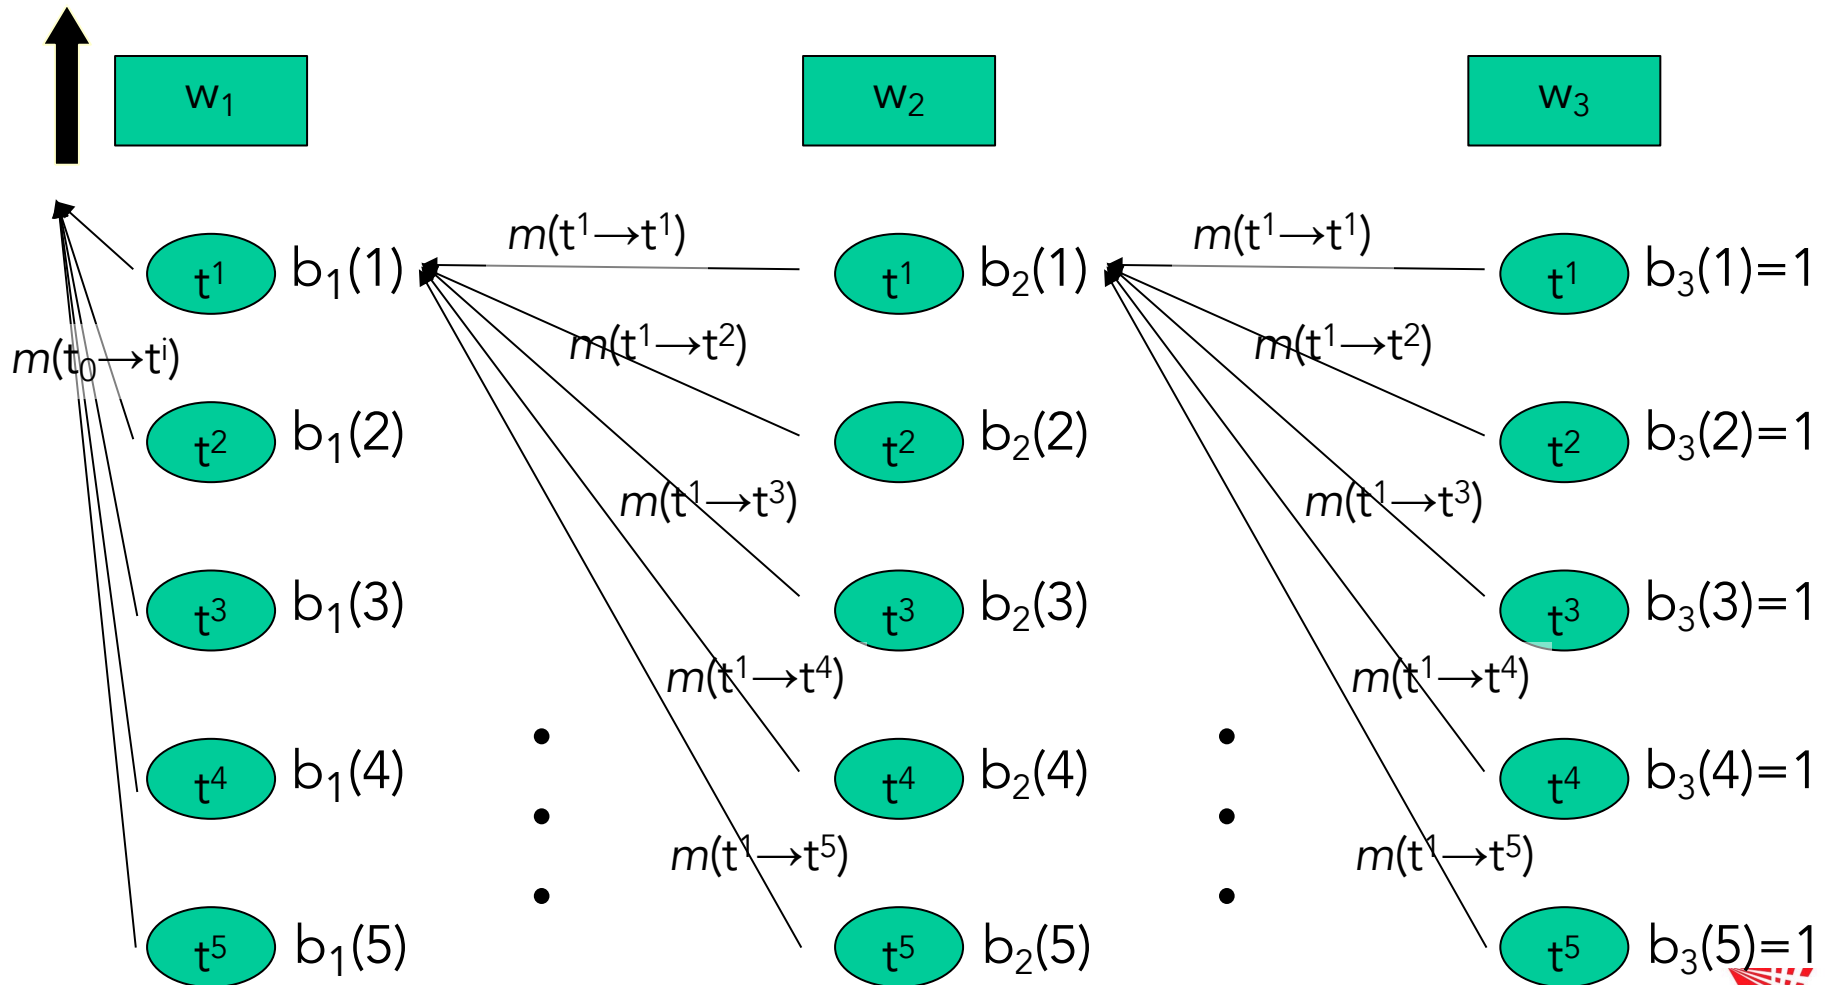 w₁ w₂ w₃
m(t¹→t¹) m(t¹→t¹)
t¹ b₁(1) t¹ b₂(1) t¹ b₃(1)=1
m(t₀→tⁱ) m(t¹→t²) m(t¹→t²)
t² b₁(2) t² b₂(2) t² b₃(2)=1
m(t¹→t³) m(t¹→t³)
t³ b₁(3) t³ b₂(3) t³ b₃(3)=1
m(t¹→t⁴) m(t¹→t⁴)
t⁴ b₁(4) t⁴ b₂(4) t⁴ b₃(4)=1
m(t¹→t⁵) m(t¹→t⁵)
t⁵ b₁(5) t⁵ b₂(5) t⁵ b₃(5)=1